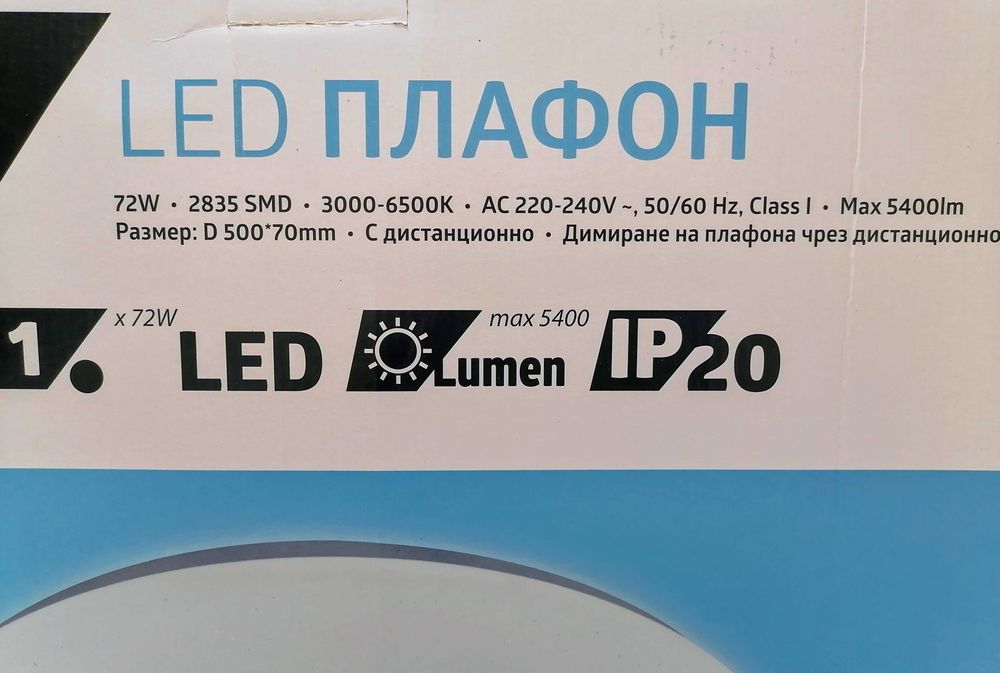 LED ПЛАФОН
72W • 2835 SMD • 3000-6500K • AC 220-240V ~, 50/60 Hz, Class I • Max 5400lm
Размер: D 500*70mm • С дистанционно • Димиране на плафона чрез дистанционно
1 x 72W LED max 5400 Lumen IP20